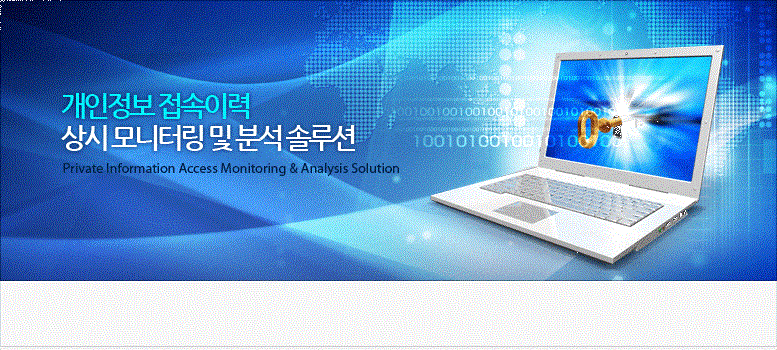 개인정보 접속이력
상시 모니터링 및 분석 솔루션
Private Information Access Monitoring & Analysis Solution